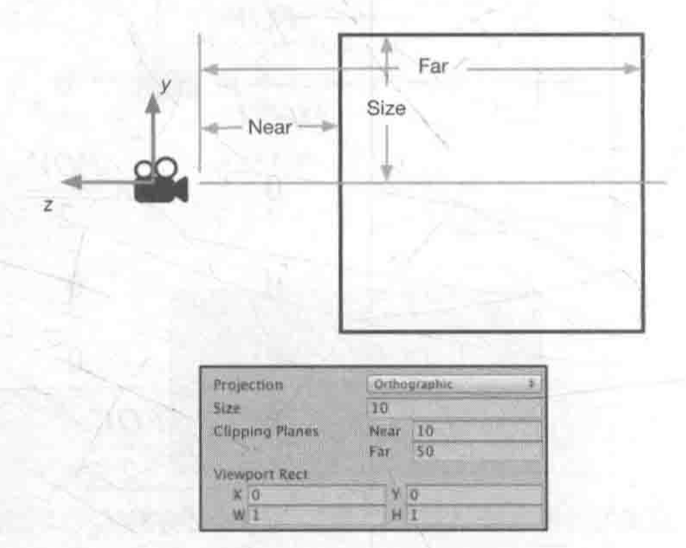 Far
y
Size
Near
z
Projection Orthographic
Size 10
Clipping Planes Near 10
Far 50
Viewport Rect
X 0 Y 0
W 1 H 1